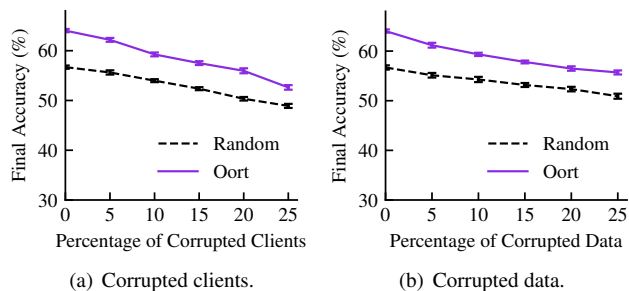 Final Accuracy (%)
60
50
40
30
Random
Oort
0 5 10 15 20 25
Percentage of Corrupted Clients
(a) Corrupted clients.
Final Accuracy (%)
60
50
40
30
Random
Oort
0 5 10 15 20 25
Percentage of Corrupted Data
(b) Corrupted data.